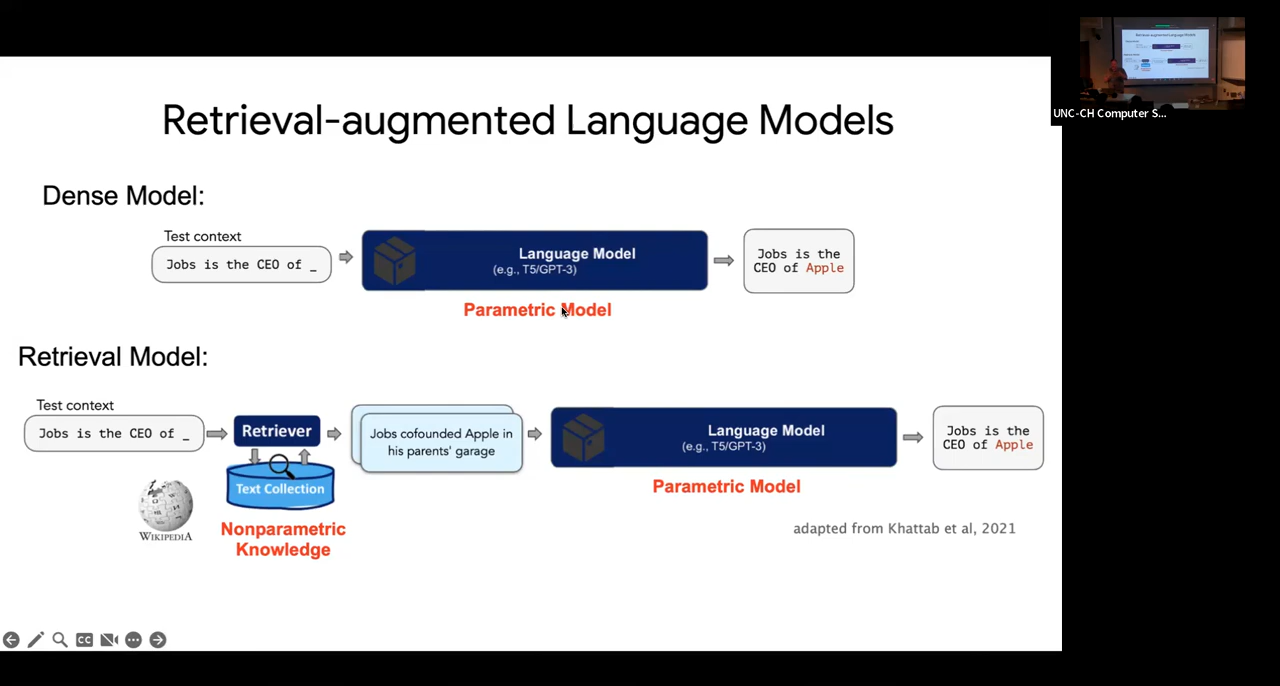 Retrieval-augmented Language Models
UNC-CH Computer S...
Dense Model:
Test context
Jobs is the CEO of _
Language Model
(e.g., T5/GPT-3)
Jobs is the
CEO of Apple
Parametric Model
Retrieval Model:
Test context
Jobs is the CEO of _
Retriever
Text Collection
WIKIPEDIA
Nonparametric
Knowledge
Jobs cofounded Apple in
his parents' garage
Language Model
(e.g., T5/GPT-3)
Parametric Model
Jobs is the
CEO of Apple
adapted from Khattab et al, 2021
CC